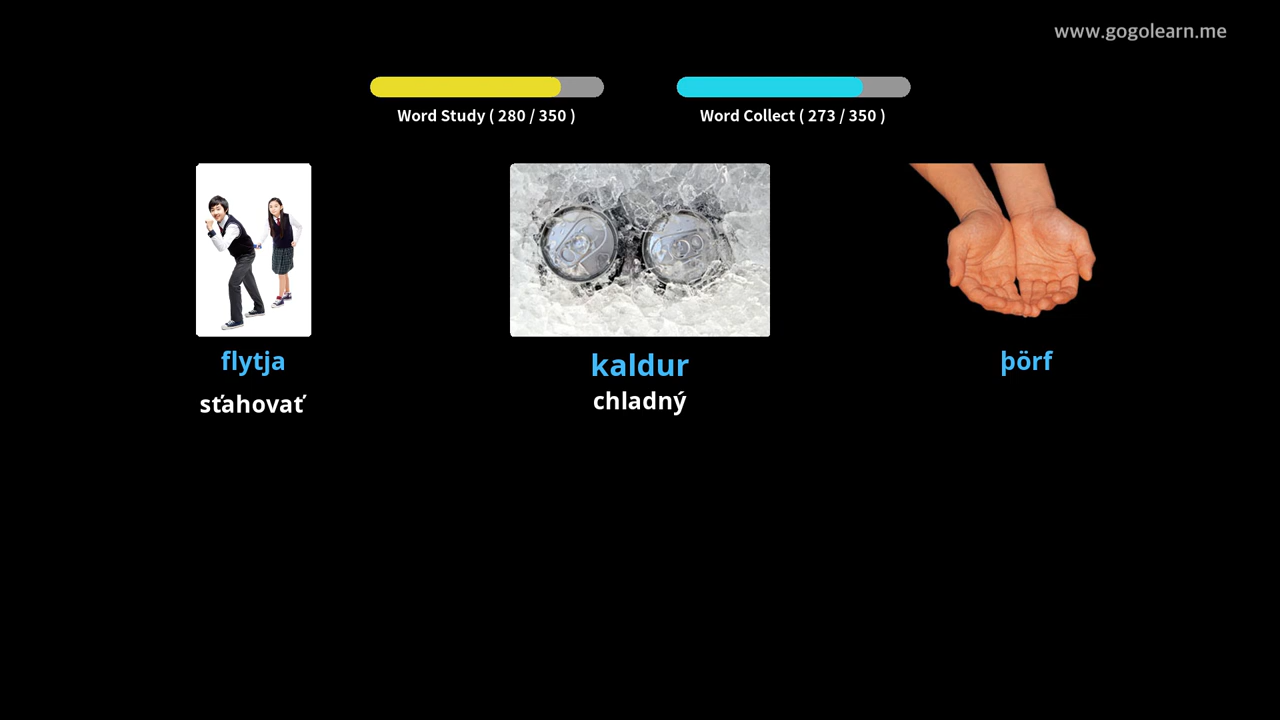 www.gogolearn.me
Word Study ( 280 / 350 )
Word Collect ( 273 / 350 )
flytja
kaldur
þörf
sťahovať
chladný